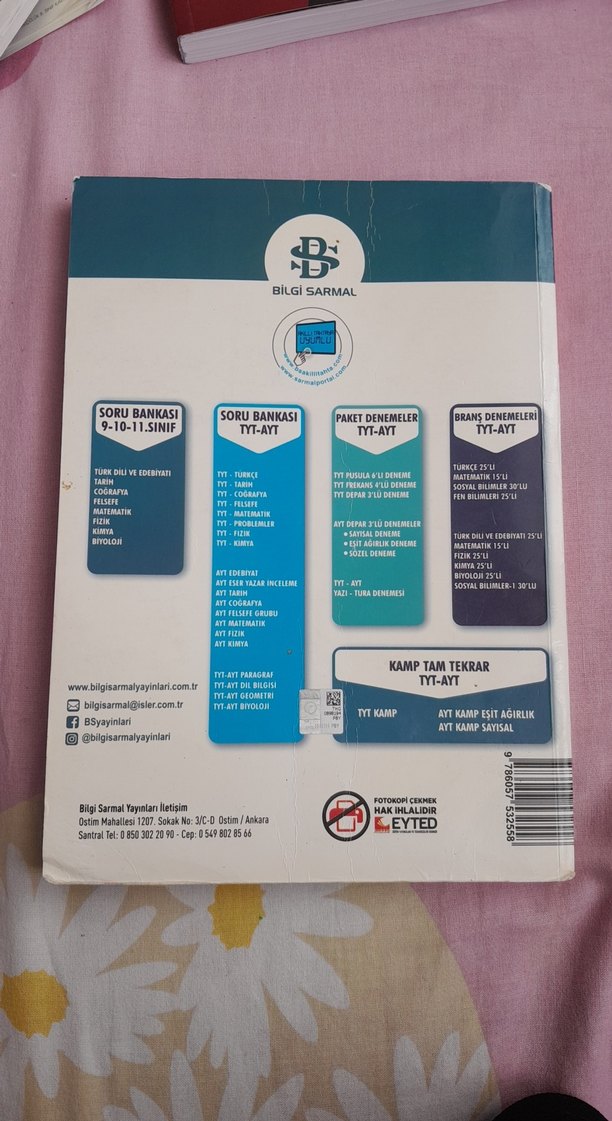 BS
BİLGİ SARMAL
AKILLI TAHTAYA
UYUMLU
www.bsakillitahta.com
www.sarmalportal.com
SORU BANKASI
9-10-11.SINIF
TÜRK DİLİ VE EDEBİYATI
TARİH
COĞRAFYA
FELSEFE
MATEMATİK
FİZİK
KİMYA
BİYOLOJİ
SORU BANKASI
TYT-AYT
TYT - TÜRKÇE
TYT - TARİH
TYT - COĞRAFYA
TYT - FELSEFE
TYT - MATEMATİK
TYT - PROBLEMLER
TYT - FİZİK
TYT - KİMYA
AYT EDEBİYAT
AYT ESER YAZAR İNCELEME
AYT TARİH
AYT COĞRAFYA
AYT FELSEFE GRUBU
AYT MATEMATİK
AYT FİZİK
AYT KİMYA
TYT-AYT PARAGRAF
TYT-AYT DİL BİLGİSİ
TYT-AYT GEOMETRİ
TYT-AYT BİYOLOJİ
PAKET DENEMELER
TYT-AYT
TYT PUSULA 6'LI DENEME
TYT FREKANS 4'LÜ DENEME
TYT DEPAR 3'LÜ DENEME
AYT DEPAR 3'LÜ DENEMELER
• SAYISAL DENEME
• EŞİT AĞIRLIK DENEME
• SÖZEL DENEME
TYT - AYT
YAZI - TURA DENEMESİ
BRANŞ DENEMELERİ
TYT-AYT
TÜRKÇE 25'Lİ
MATEMATİK 15'Lİ
SOSYAL BİLİMLER 30'LU
FEN BİLİMLERİ 25'Lİ
TÜRK DİLİ VE EDEBİYATI 25'Lİ
MATEMATİK 15'Lİ
FİZİK 25'Lİ
KİMYA 25'Lİ
BİYOLOJİ 25'Lİ
SOSYAL BİLİMLER-1 30'LU
KAMP TAM TEKRAR
TYT-AYT
TYT KAMP
AYT KAMP EŞİT AĞIRLIK
AYT KAMP SAYISAL
www.bilgisarmalyayinlari.com.tr
bilgisarmal@isler.com.tr
BSyayinlari
@bilgisarmalyayinlari
Bilgi Sarmal Yayınları İletişim
Ostim Mahallesi 1207. Sokak No: 3/C-D Ostim / Ankara
Santral Tel: 0 850 302 20 90 - Cep: 0 549 802 85 66
FOTOKOPİ ÇEKMEK
HAK İHLALİDİR
EYTED
9 786057 532558